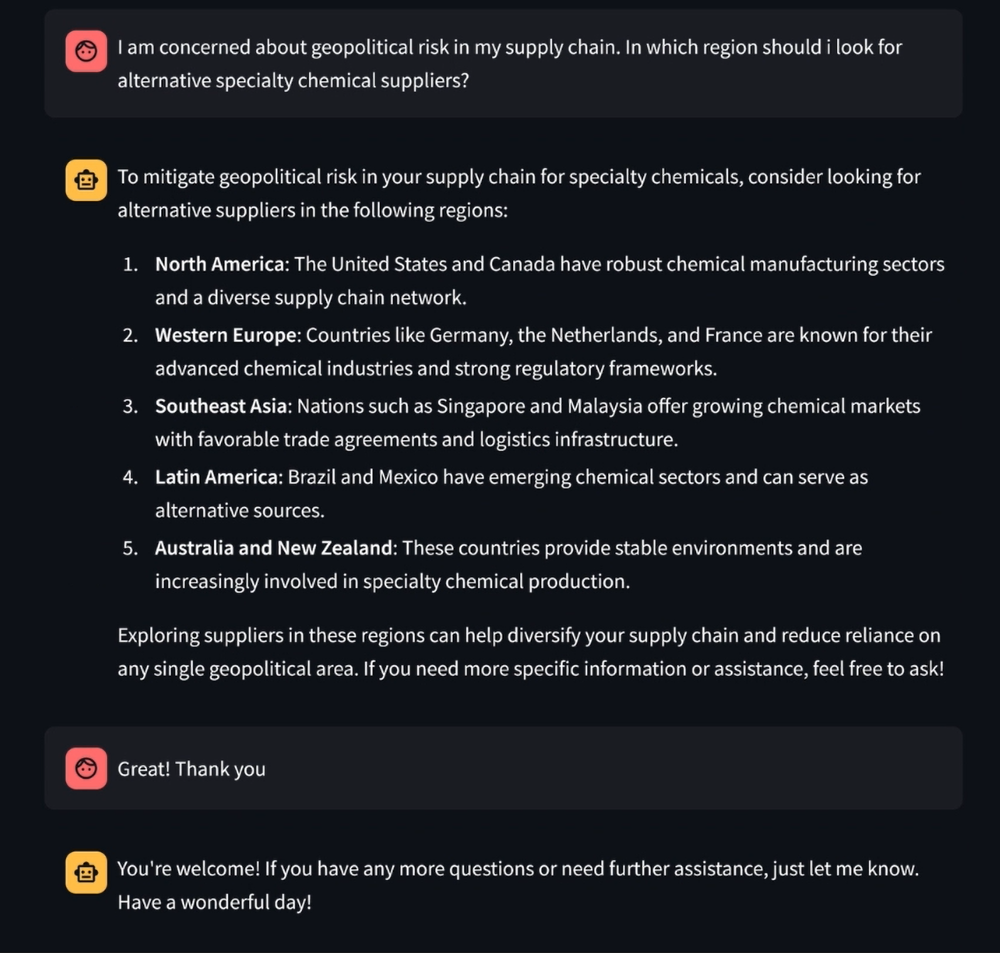 I am concerned about geopolitical risk in my supply chain. In which region should i look for
alternative specialty chemical suppliers?
To mitigate geopolitical risk in your supply chain for specialty chemicals, consider looking for
alternative suppliers in the following regions:
1. North America: The United States and Canada have robust chemical manufacturing sectors
and a diverse supply chain network.
2. Western Europe: Countries like Germany, the Netherlands, and France are known for their
advanced chemical industries and strong regulatory frameworks.
3. Southeast Asia: Nations such as Singapore and Malaysia offer growing chemical markets
with favorable trade agreements and logistics infrastructure.
4. Latin America: Brazil and Mexico have emerging chemical sectors and can serve as
alternative sources.
5. Australia and New Zealand: These countries provide stable environments and are
increasingly involved in specialty chemical production.
Exploring suppliers in these regions can help diversify your supply chain and reduce reliance on
any single geopolitical area. If you need more specific information or assistance, feel free to ask!
Great! Thank you
You're welcome! If you have any more questions or need further assistance, just let me know.
Have a wonderful day!